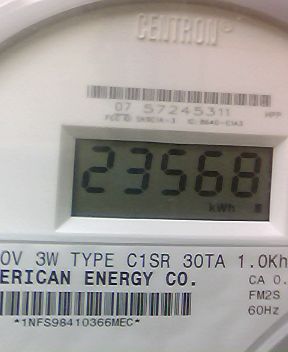 CENTRON®
07 57245311
HPP
23568
kWh
0V 3W TYPE C1SR 30TA 1.0Kh
ERICAN ENERGY CO.
CA 0.
FM2S
60Hz
*1NFS98410366MEC*